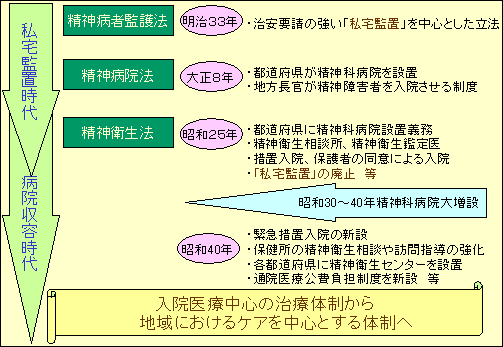 私宅監置時代
精神病者監護法
明治33年
・治安要請の強い「私宅監置」を中心とした立法
精神病院法
大正8年
・都道府県が精神科病院を設置
・地方長官が精神障害者を入院させる制度
精神衛生法
昭和25年
・都道府県に精神科病院設置義務
・精神衛生相談所、精神衛生鑑定医
・措置入院、保護者の同意による入院
・「私宅監置」の廃止 等
病院収容時代
昭和30～40年精神科病院大増設
昭和40年
・緊急措置入院の新設
・保健所の精神衛生相談や訪問指導の強化
・各都道府県に精神衛生センターを設置
・通院医療公費負担制度を新設 等
入院医療中心の治療体制から
地域におけるケアを中心とする体制へ